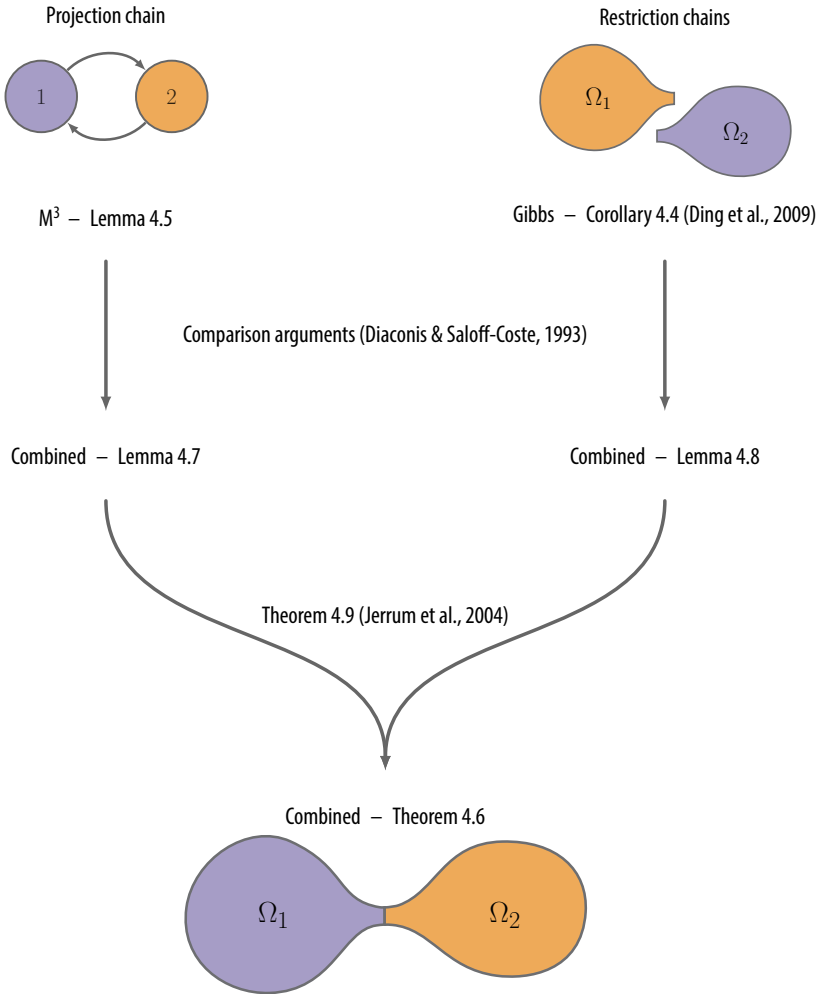 Projection chain
Restriction chains
1
2
Ω1
Ω2
M³ – Lemma 4.5
Gibbs – Corollary 4.4 (Ding et al., 2009)
Comparison arguments (Diaconis & Saloff-Coste, 1993)
Combined – Lemma 4.7
Combined – Lemma 4.8
Theorem 4.9 (Jerrum et al., 2004)
Combined – Theorem 4.6
Ω1
Ω2